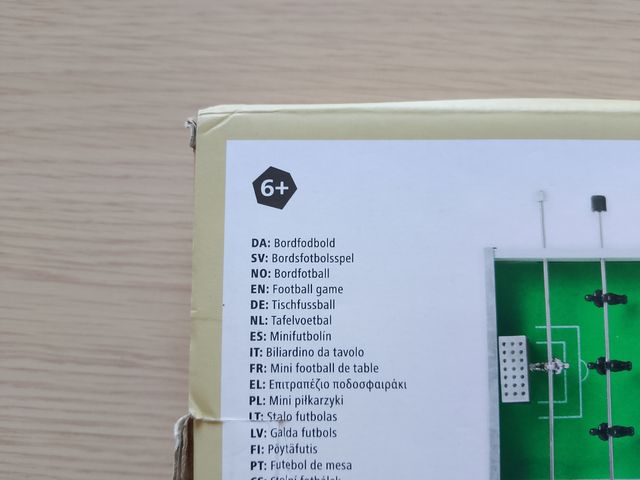 6+
DA: Bordfodbold
SV: Bordsfotbollsspel
NO: Bordfotball
EN: Football game
DE: Tischfussball
NL: Tafelvoetbal
ES: Minifutbolín
IT: Biliardino da tavolo
FR: Mini football de table
EL: Επιτραπέζιο ποδοσφαιράκι
PL: Mini piłkarzyki
LT: Stalo futbolas
LV: Galda futbols
FI: Pöytäfutis
PT: Futebol de mesa